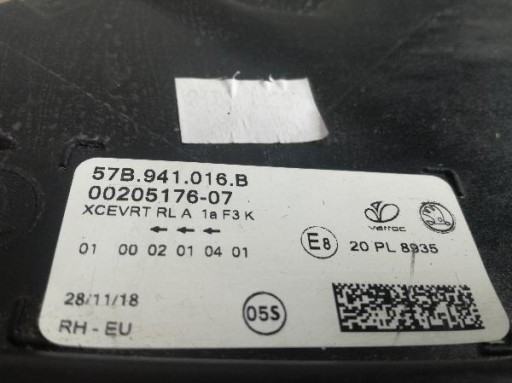 57B.941.016.B
00205176-07
XCEVRT RL A 1a F3 K
←←←
01 00 02 01 04 01
varroc
E8
20 PL 8935
28/11/18
05S
RH - EU